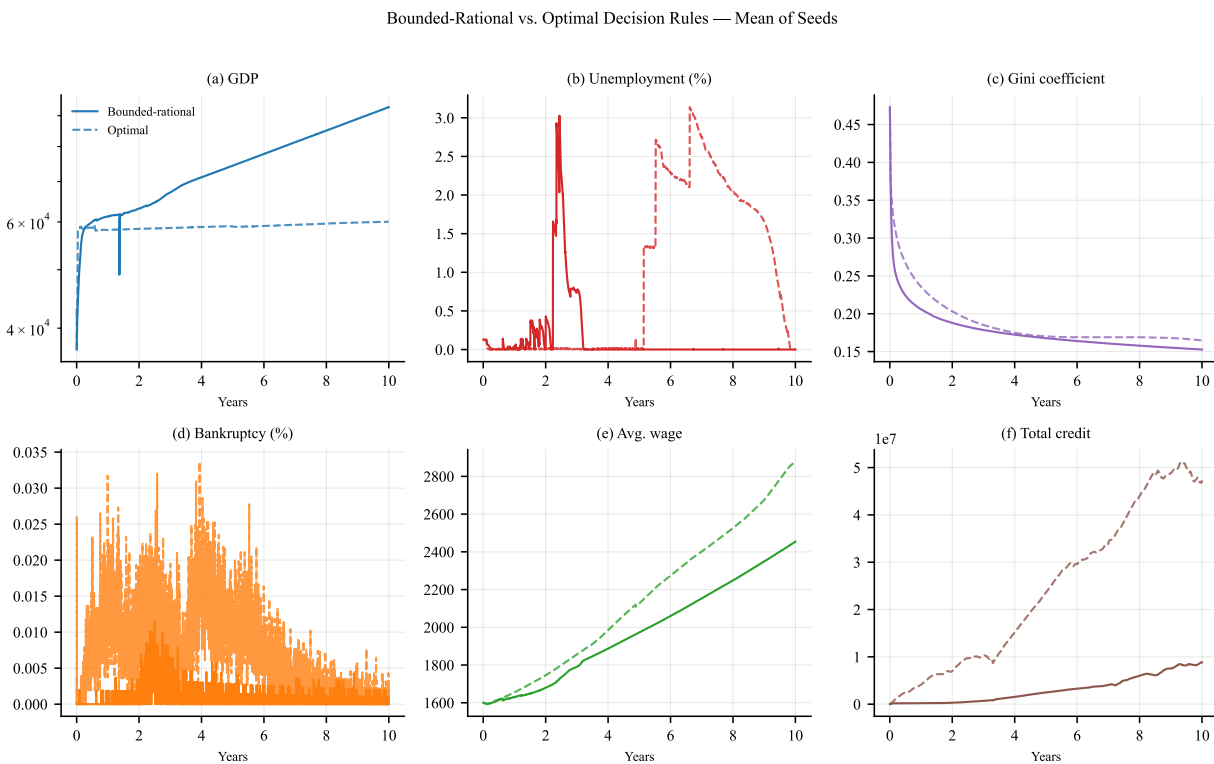 Bounded-Rational vs. Optimal Decision Rules — Mean of Seeds
(a) GDP
Bounded-rational
Optimal
6 × 10⁴
4 × 10⁴
0 2 4 6 8 10
Years
(b) Unemployment (%)
3.0
2.5
2.0
1.5
1.0
0.5
0.0
0 2 4 6 8 10
Years
(c) Gini coefficient
0.45
0.40
0.35
0.30
0.25
0.20
0.15
0 2 4 6 8 10
Years
(d) Bankruptcy (%)
0.035
0.030
0.025
0.020
0.015
0.010
0.005
0.000
0 2 4 6 8 10
Years
(e) Avg. wage
2800
2600
2400
2200
2000
1800
1600
0 2 4 6 8 10
Years
(f) Total credit
1e7
5
4
3
2
1
0
0 2 4 6 8 10
Years